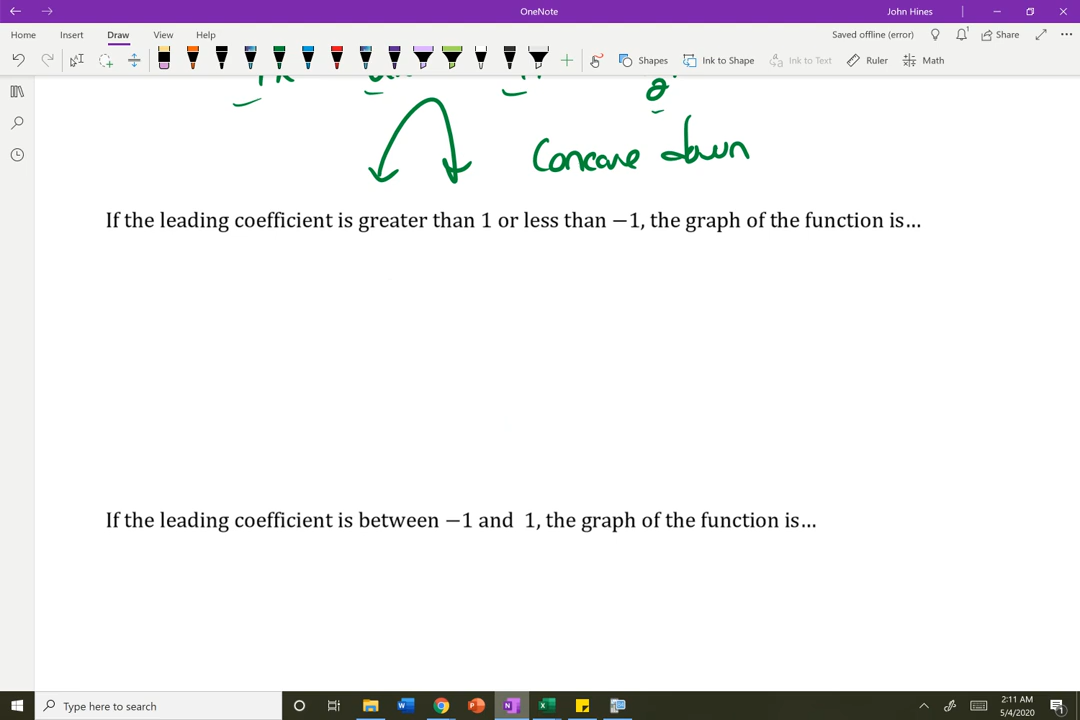 OneNote
John Hines
Home Insert Draw View Help
Saved offline (error) Share
Ink to Shape Ink to Text Ruler Math
Shapes
Concave down
If the leading coefficient is greater than 1 or less than −1, the graph of the function is…
If the leading coefficient is between −1 and 1, the graph of the function is…
Type here to search
2:11 AM
5/4/2020